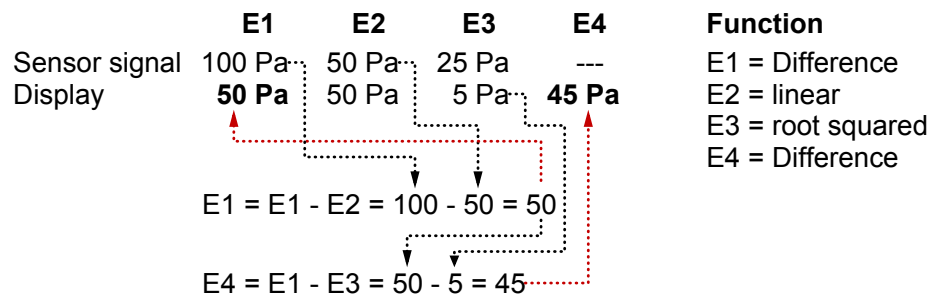 E1 E2 E3 E4 Function
Sensor signal 100 Pa 50 Pa 25 Pa --- E1 = Difference
Display 50 Pa 50 Pa 5 Pa 45 Pa E2 = linear
E3 = root squared
E4 = Difference
E1 = E1 - E2 = 100 - 50 = 50
E4 = E1 - E3 = 50 - 5 = 45